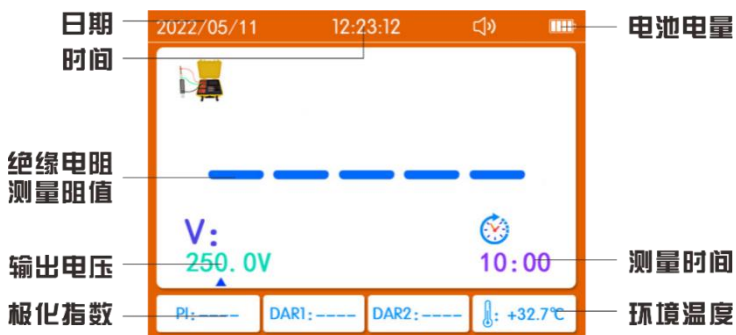 日期
2022/05/11
12:23:12
电池电量
时间
绝缘电阻
测量阻值
— — — — —
V:
输出电压
250.0V
10:00
测量时间
极化指数
PI:----
DAR1:----
DAR2:----
: +32.7℃
环境温度